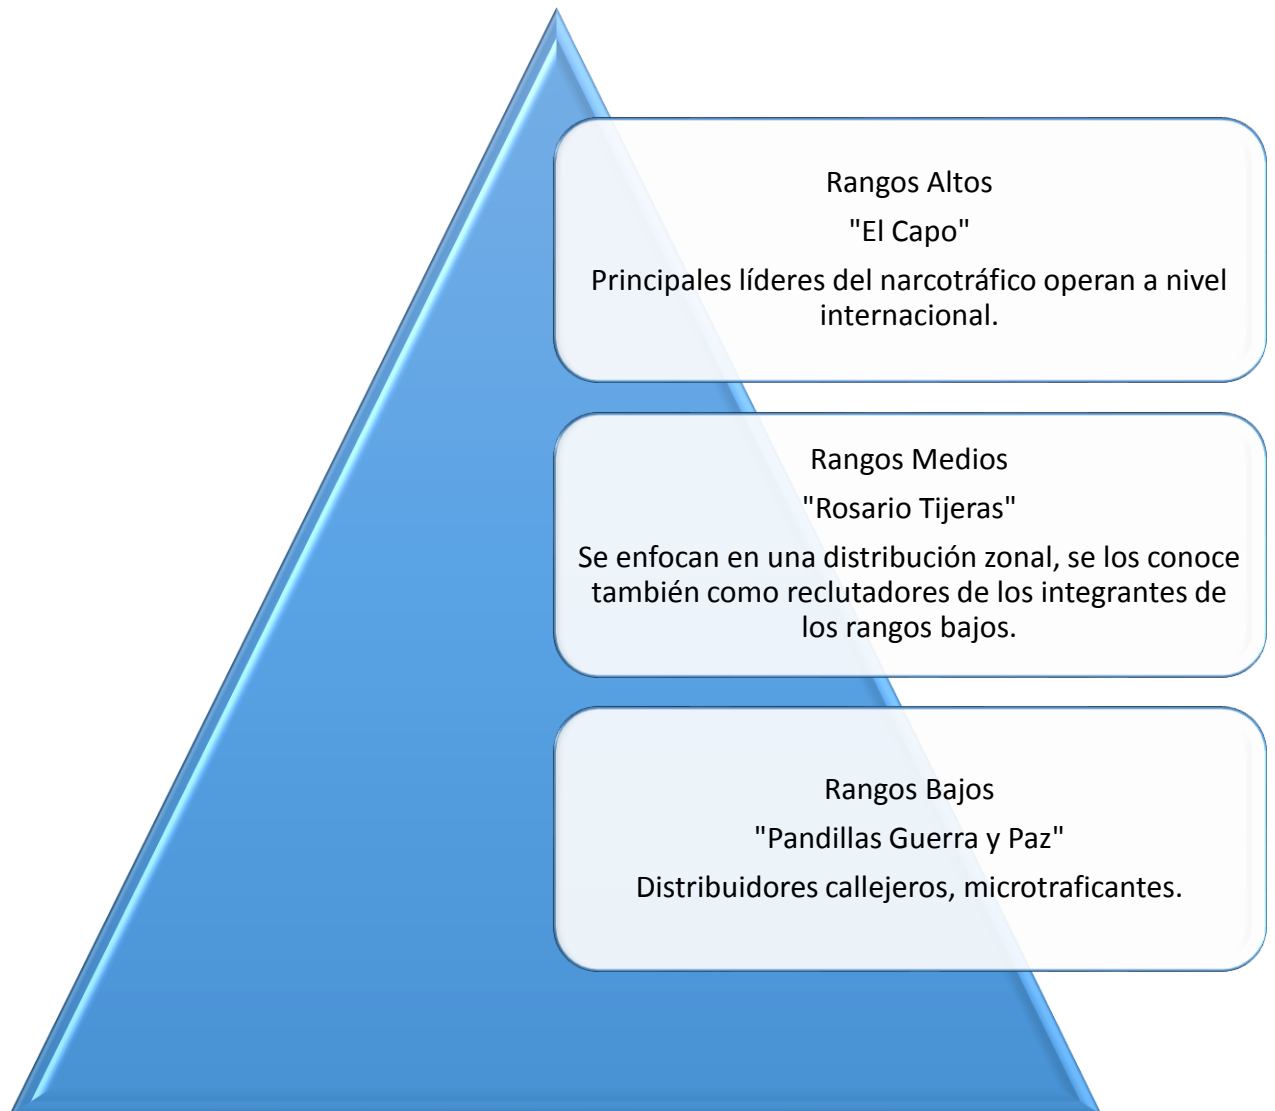 Rangos Altos
"El Capo"
Principales líderes del narcotráfico operan a nivel
internacional.
Rangos Medios
"Rosario Tijeras"
Se enfocan en una distribución zonal, se los conoce
también como reclutadores de los integrantes de
los rangos bajos.
Rangos Bajos
"Pandillas Guerra y Paz"
Distribuidores callejeros, microtraficantes.